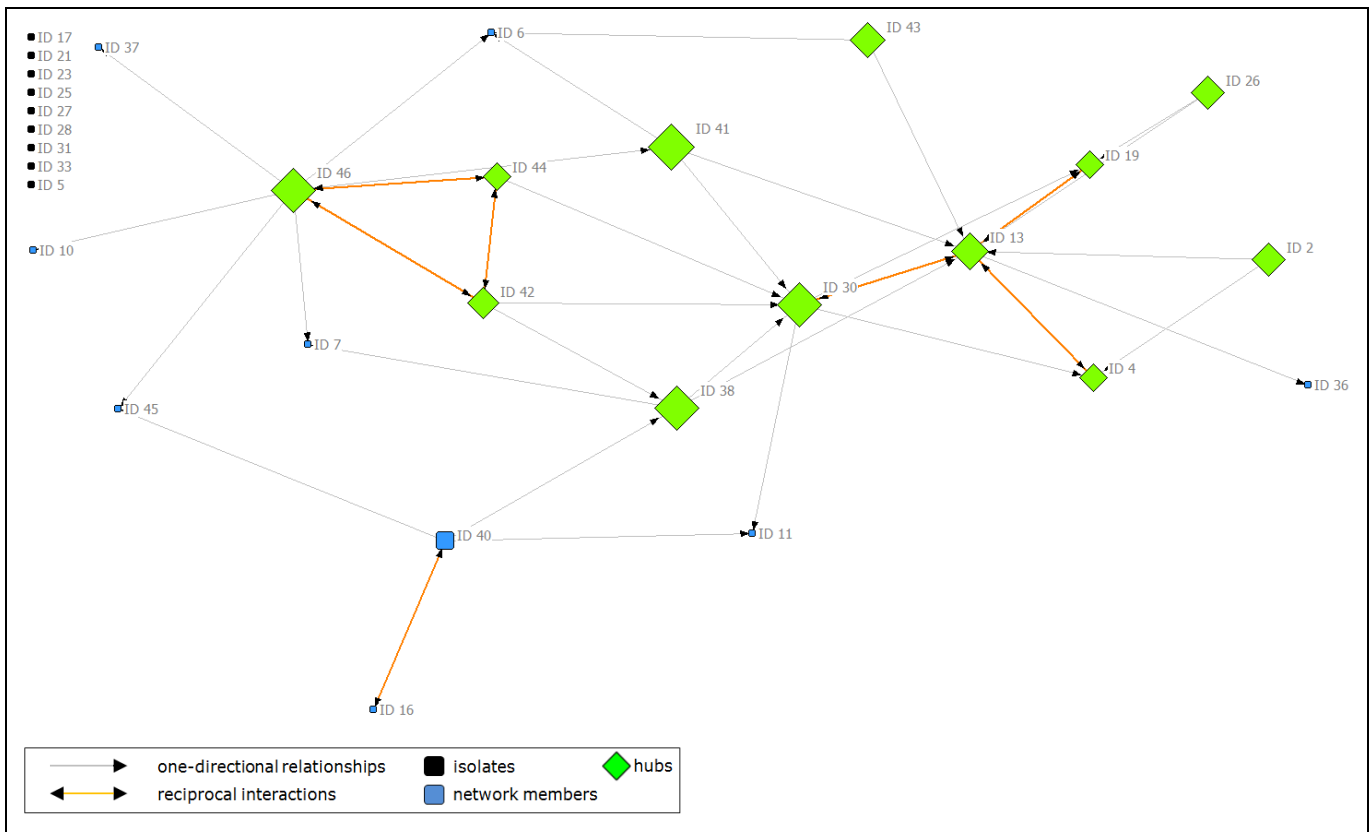 ID 17
ID 21
ID 23
ID 25
ID 27
ID 28
ID 31
ID 33
ID 5
ID 37
ID 6
ID 43
ID 26
ID 41
ID 19
ID 46
ID 44
ID 13
ID 2
ID 10
ID 42
ID 30
ID 7
ID 4
ID 36
ID 38
ID 45
ID 40
ID 11
ID 16
one-directional relationships
isolates
hubs
reciprocal interactions
network members